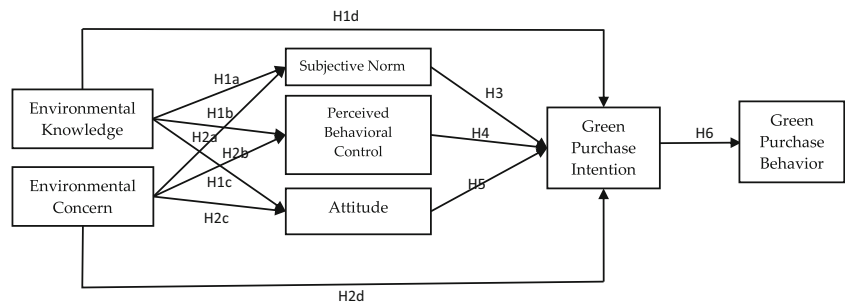 H1d
Environmental
Knowledge
Environmental
Concern
H1a
H1b
H2a
H2b
H1c
H2c
Subjective Norm
Perceived
Behavioral
Control
Attitude
H3
H4
H5
Green
Purchase
Intention
H6
Green
Purchase
Behavior
H2d